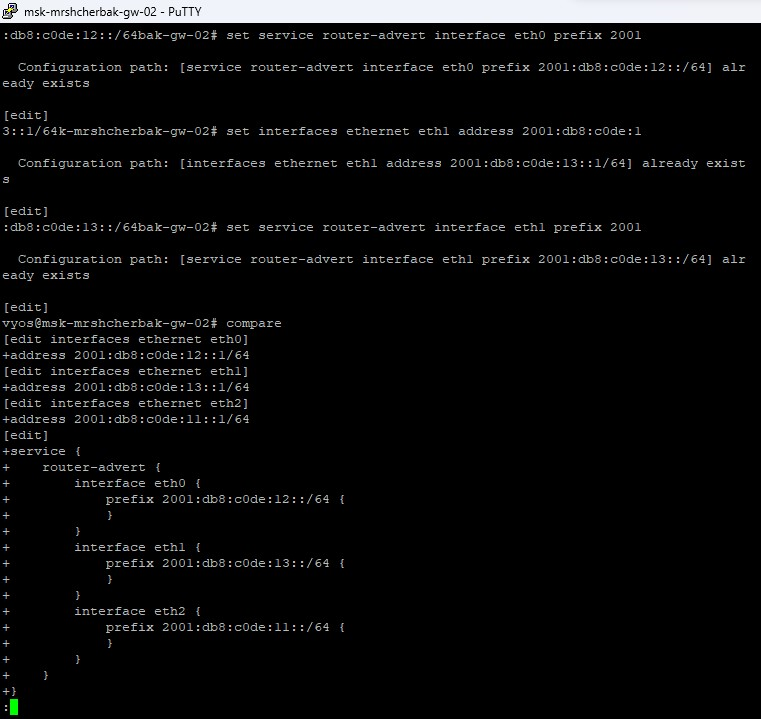 msk-mrshcherbak-gw-02 - PuTTY
:db8:c0de:12::/64bak-gw-02# set service router-advert interface eth0 prefix 2001
Configuration path: [service router-advert interface eth0 prefix 2001:db8:c0de:12::/64] alr
eady exists
[edit]
3::1/64k-mrshcherbak-gw-02# set interfaces ethernet eth1 address 2001:db8:c0de:1
Configuration path: [interfaces ethernet eth1 address 2001:db8:c0de:13::1/64] already exist
s
[edit]
:db8:c0de:13::/64bak-gw-02# set service router-advert interface eth1 prefix 2001
Configuration path: [service router-advert interface eth1 prefix 2001:db8:c0de:13::/64] alr
eady exists
[edit]
vyos@msk-mrshcherbak-gw-02# compare
[edit interfaces ethernet eth0]
+address 2001:db8:c0de:12::1/64
[edit interfaces ethernet eth1]
+address 2001:db8:c0de:13::1/64
[edit interfaces ethernet eth2]
+address 2001:db8:c0de:11::1/64
[edit]
+service {
+    router-advert {
+        interface eth0 {
+            prefix 2001:db8:c0de:12::/64 {
+            }
+        }
+        interface eth1 {
+            prefix 2001:db8:c0de:13::/64 {
+            }
+        }
+        interface eth2 {
+            prefix 2001:db8:c0de:11::/64 {
+            }
+        }
+    }
+}
: